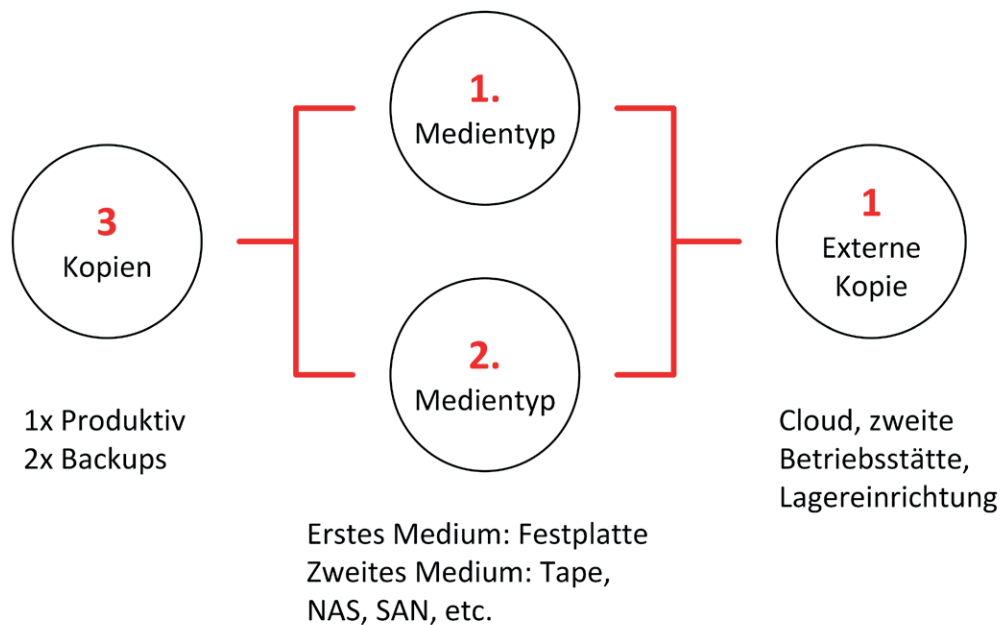 3
Kopien
1x Produktiv
2x Backups
1.
Medientyp
2.
Medientyp
Erstes Medium: Festplatte
Zweites Medium: Tape,
NAS, SAN, etc.
1
Externe
Kopie
Cloud, zweite
Betriebsstätte,
Lagereinrichtung